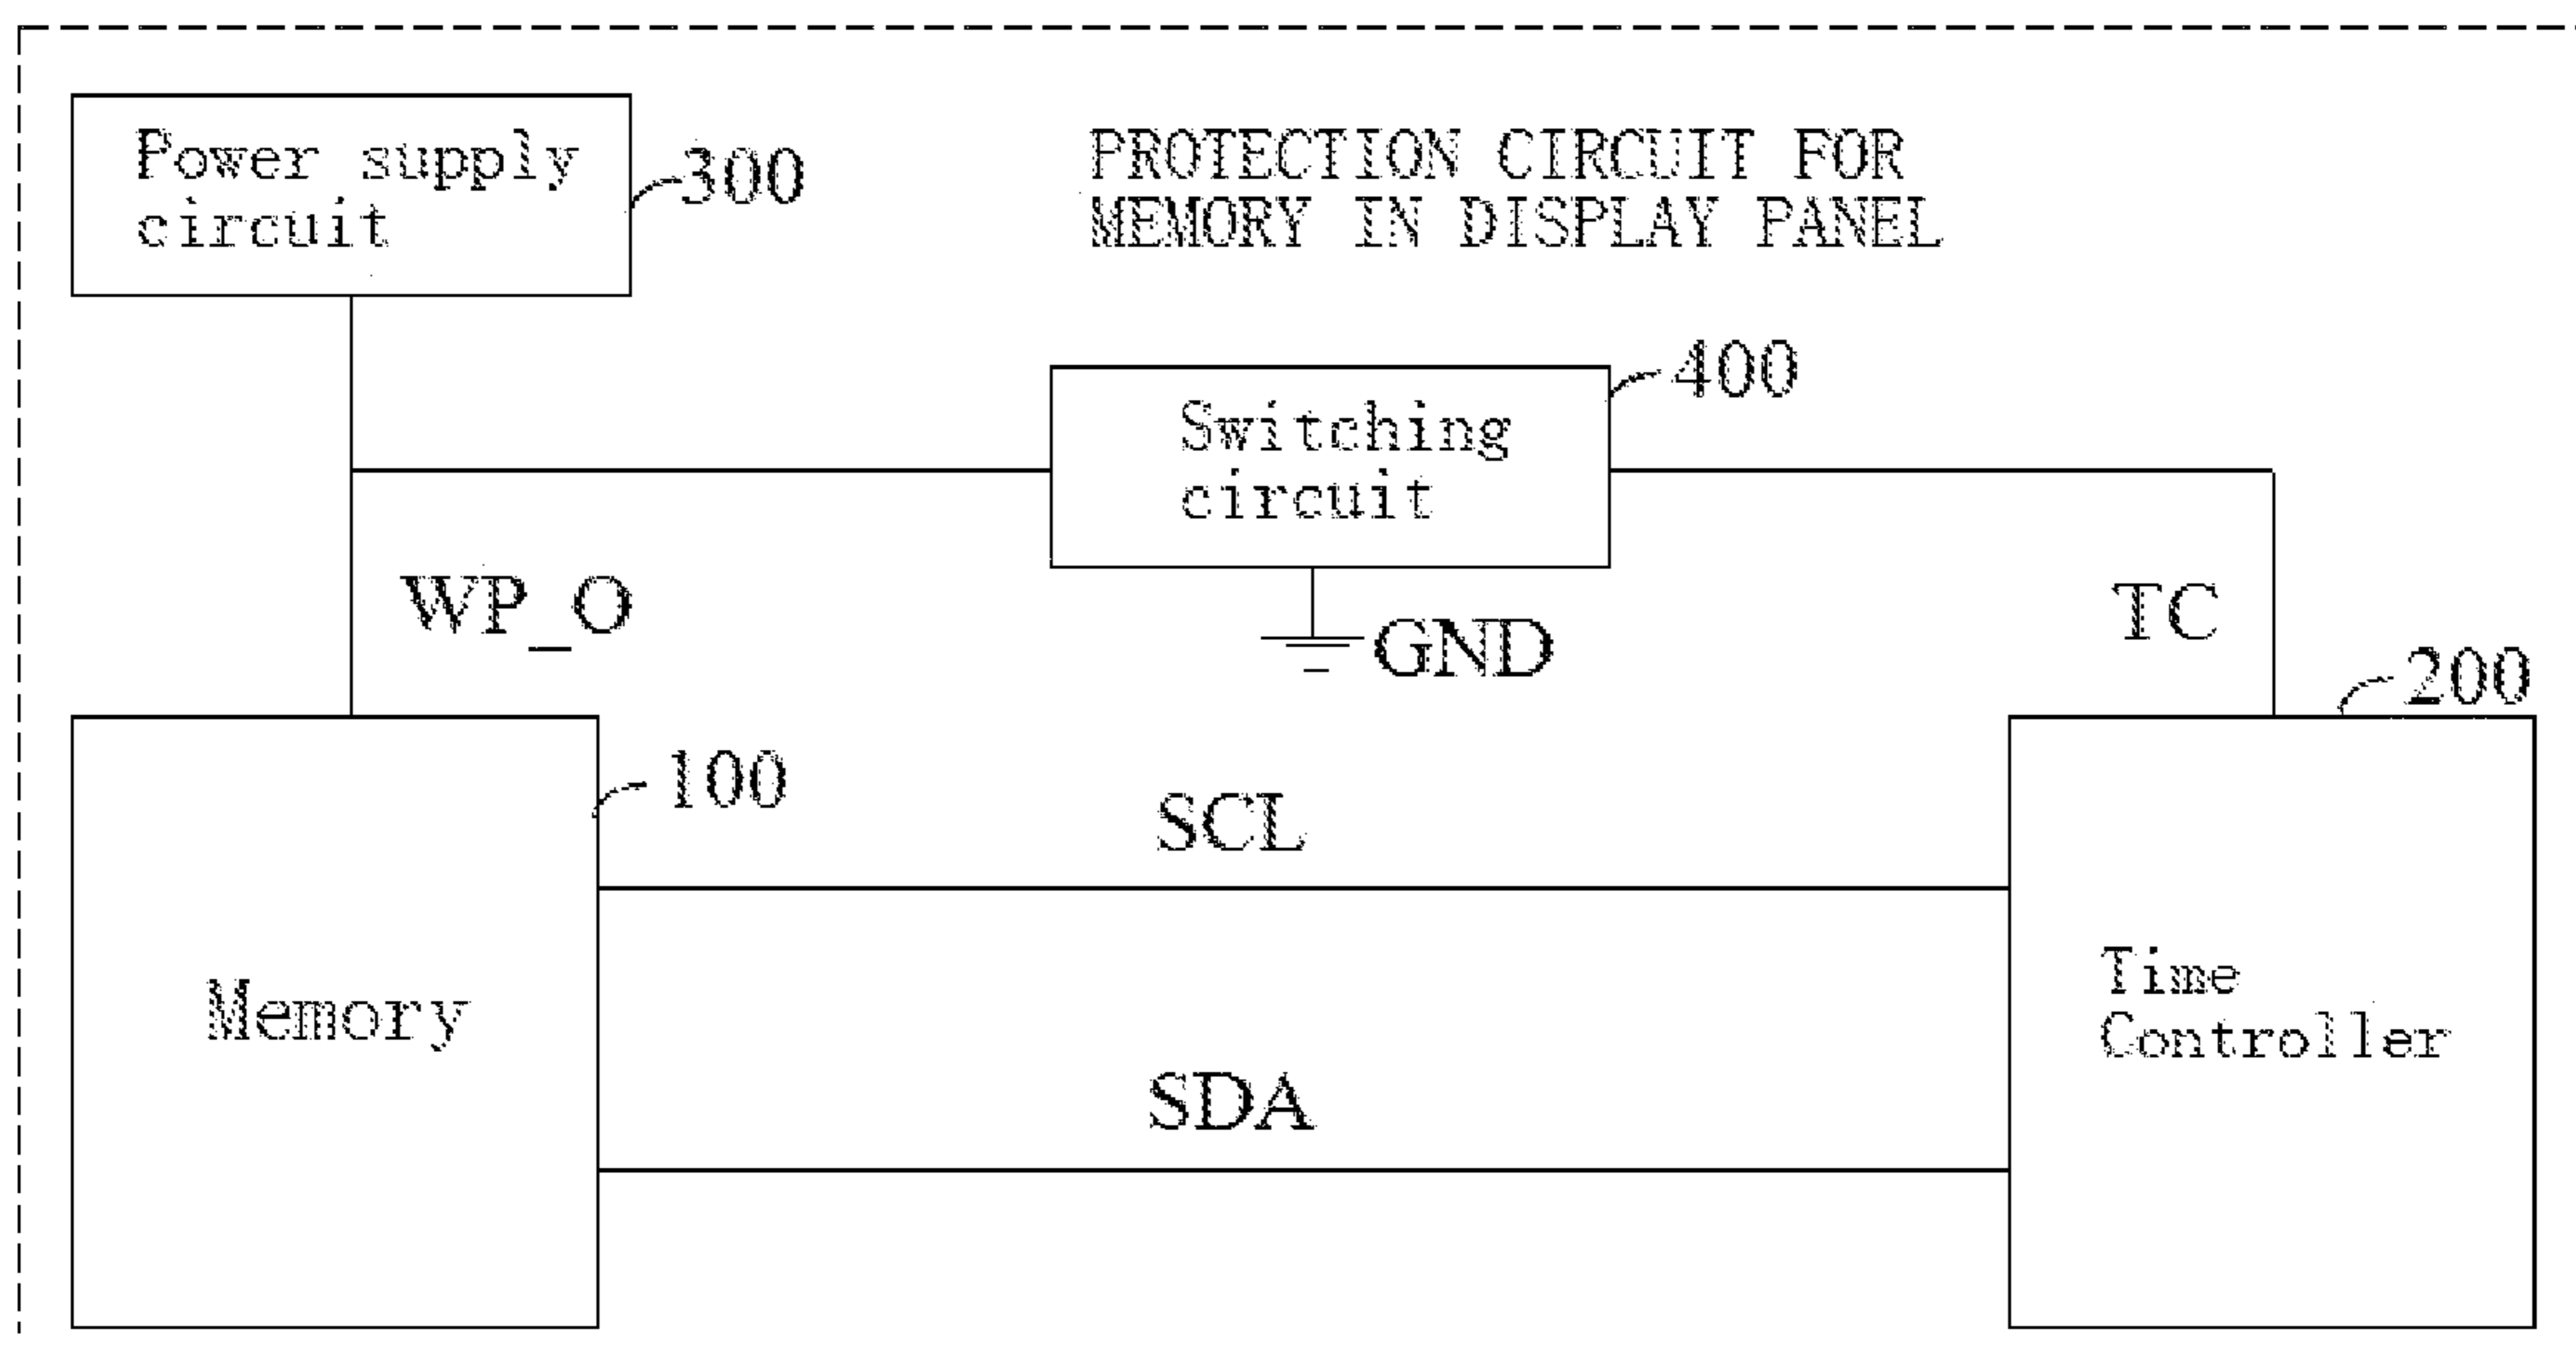 Power supply
circuit
300
PROTECTION CIRCUIT FOR
MEMORY IN DISPLAY PANEL
400
Switching
circuit
WP_O
GND
TC
200
100
SCL
Memory
Time
Controller
SDA